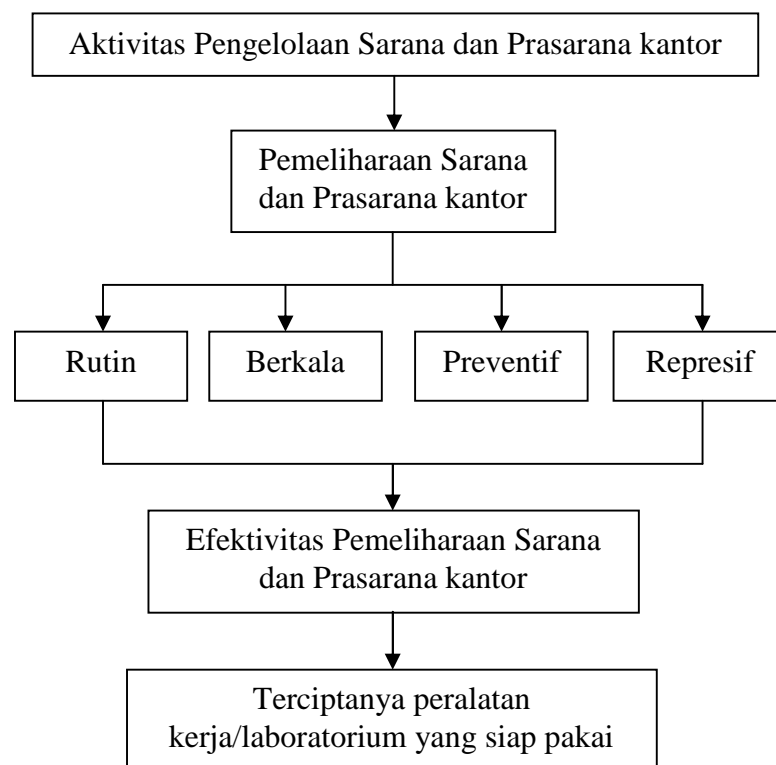 Aktivitas Pengelolaan Sarana dan Prasarana kantor
Pemeliharaan Sarana
dan Prasarana kantor
Rutin
Berkala
Preventif
Represif
Efektivitas Pemeliharaan Sarana
dan Prasarana kantor
Terciptanya peralatan
kerja/laboratorium yang siap pakai